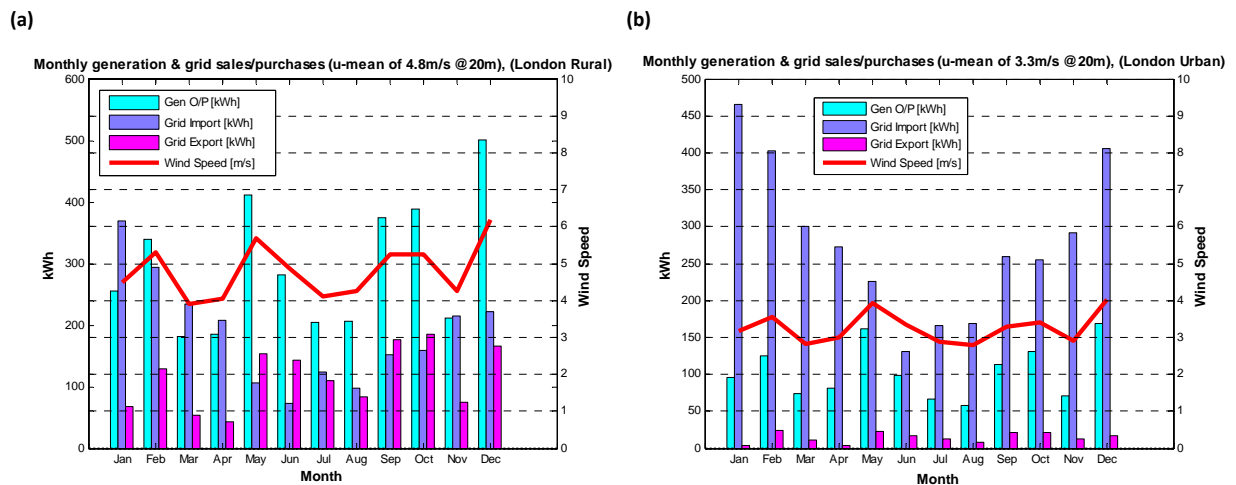 (a)
Monthly generation & grid sales/purchases (u-mean of 4.8m/s @20m), (London Rural)
600
500
400
300
200
100
0
kWh
Gen O/P [kWh]
Grid Import [kWh]
Grid Export [kWh]
Wind Speed [m/s]
10
9
8
7
6
5
4
3
2
1
0
Wind Speed
Jan Feb Mar Apr May Jun Jul Aug Sep Oct Nov Dec
Month
(b)
Monthly generation & grid sales/purchases (u-mean of 3.3m/s @20m), (London Urban)
500
450
400
350
300
250
200
150
100
50
0
kWh
Gen O/P [kWh]
Grid Import [kWh]
Grid Export [kWh]
Wind Speed [m/s]
10
9
8
7
6
5
4
3
2
1
0
Wind Speed
Jan Feb Mar Apr May Jun Jul Aug Sep Oct Nov Dec
Month